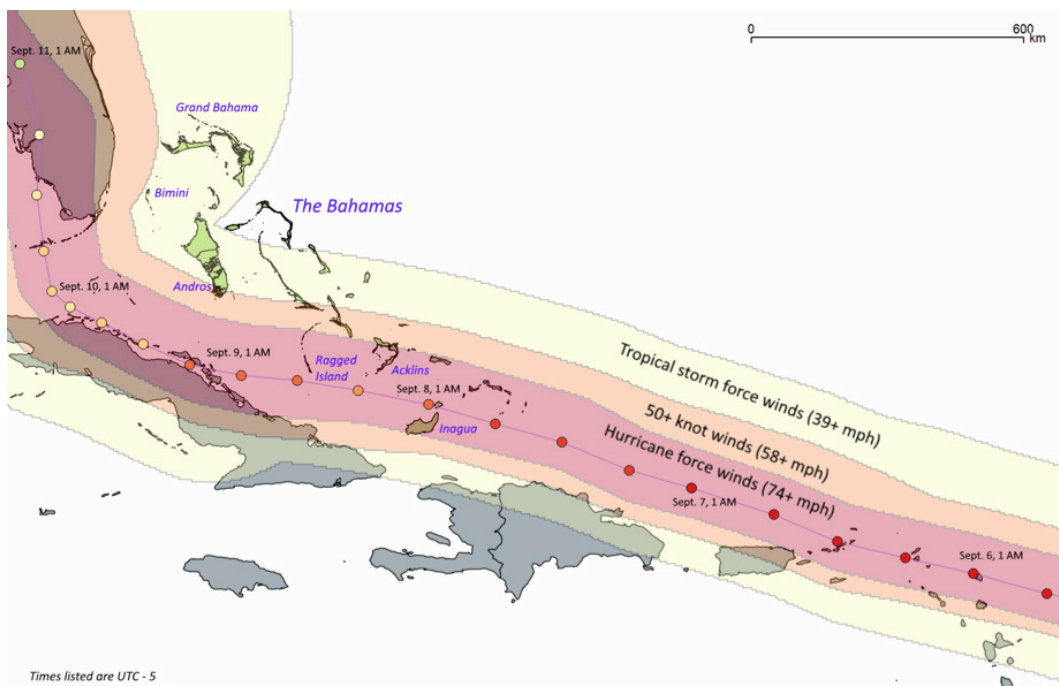 0 600
km
Sept. 11, 1 AM
Grand Bahama
Bimini
The Bahamas
Andros
Sept. 10, 1 AM
Tropical storm force winds (39+ mph)
Sept. 9, 1 AM
Ragged
Island
Acklins
Sept. 8, 1 AM
50+ knot winds (58+ mph)
Inagua
Hurricane force winds (74+ mph)
Sept. 7, 1 AM
Sept. 6, 1 AM
Times listed are UTC - 5